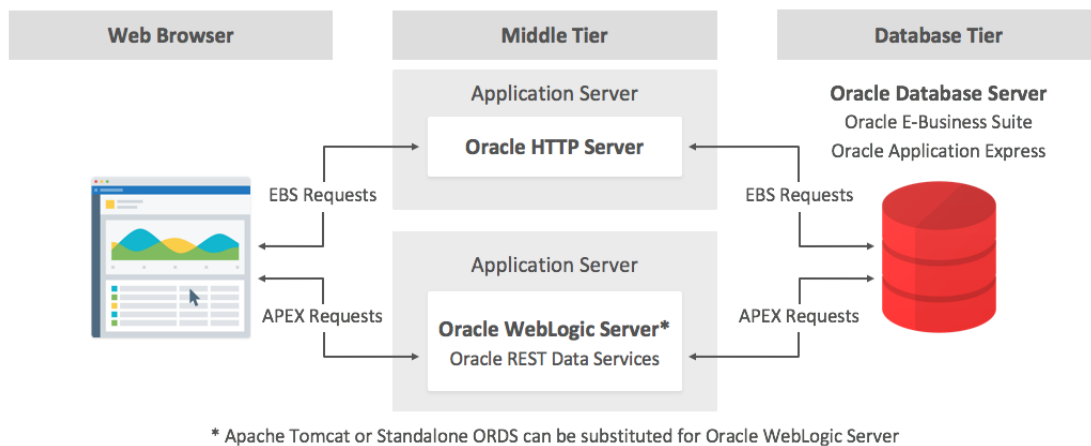 Web Browser
Middle Tier
Database Tier
Application Server
Oracle HTTP Server
Oracle Database Server
Oracle E-Business Suite
Oracle Application Express
EBS Requests
EBS Requests
Application Server
APEX Requests
Oracle WebLogic Server*
Oracle REST Data Services
APEX Requests
* Apache Tomcat or Standalone ORDS can be substituted for Oracle WebLogic Server